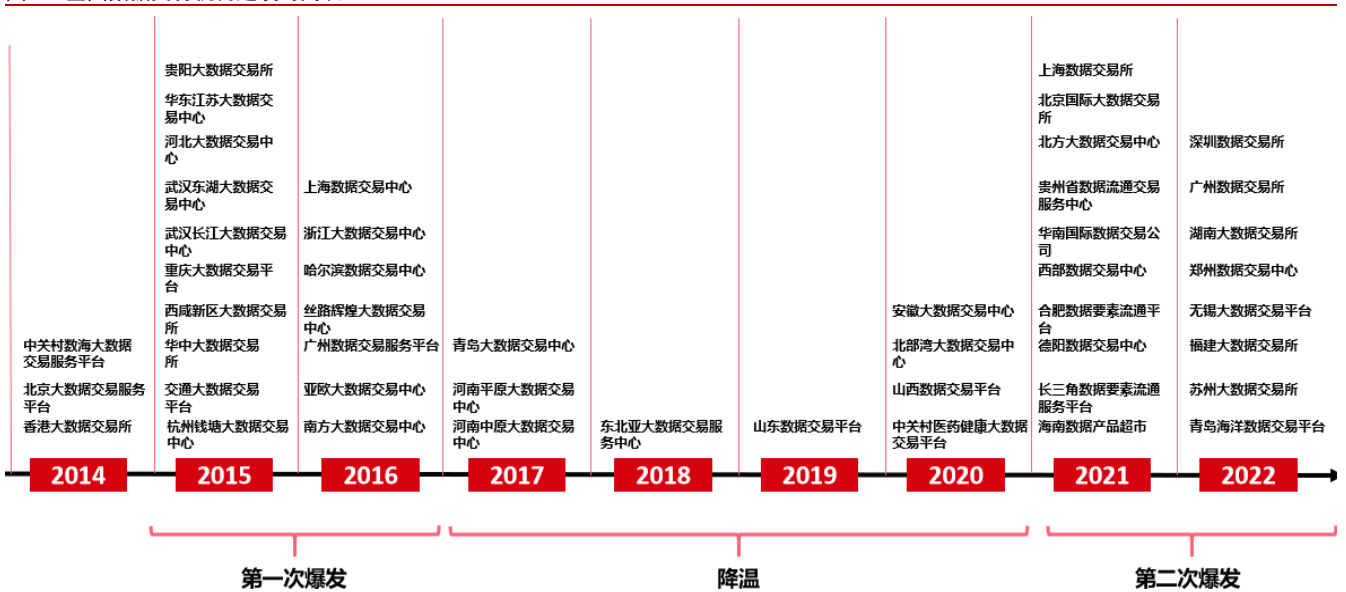 贵阳大数据交易所
华东江苏大数据交
易中心
河北大数据交易中
心
武汉东湖大数据交
易中心
武汉长江大数据交易
中心
重庆大数据交易平
台
西咸新区大数据交易
所
华中大数据交易
所
交通大数据交易
平台
杭州钱塘大数据交易
中心
上海数据交易中心
浙江大数据交易中心
哈尔滨数据交易中心
丝路辉煌大数据交易
中心
广州数据交易服务平台
亚欧大数据交易中心
南方大数据交易中心
中关村数海大数据
交易服务平台
北京大数据交易服务
平台
香港大数据交易所
青岛大数据交易中心
河南平原大数据交易
中心
河南中原大数据交易
中心
东北亚大数据交易服
务中心
山东数据交易平台
安徽大数据交易中心
北部湾大数据交易中
心
山西数据交易平台
中关村医药健康大数据
交易平台
上海数据交易所
北京国际大数据交易
所
北方大数据交易中心
贵州省数据流通交易
服务中心
华南国际数据交易公
司
西部数据交易中心
合肥数据要素流通平
台
德阳数据交易中心
长三角数据要素流通
服务平台
海南数据产品超市
深圳数据交易所
广州数据交易所
湖南大数据交易所
郑州数据交易中心
无锡大数据交易平台
福建大数据交易所
苏州大数据交易所
青岛海洋数据交易平台
2014
2015
2016
2017
2018
2019
2020
2021
2022
第一次爆发
降温
第二次爆发